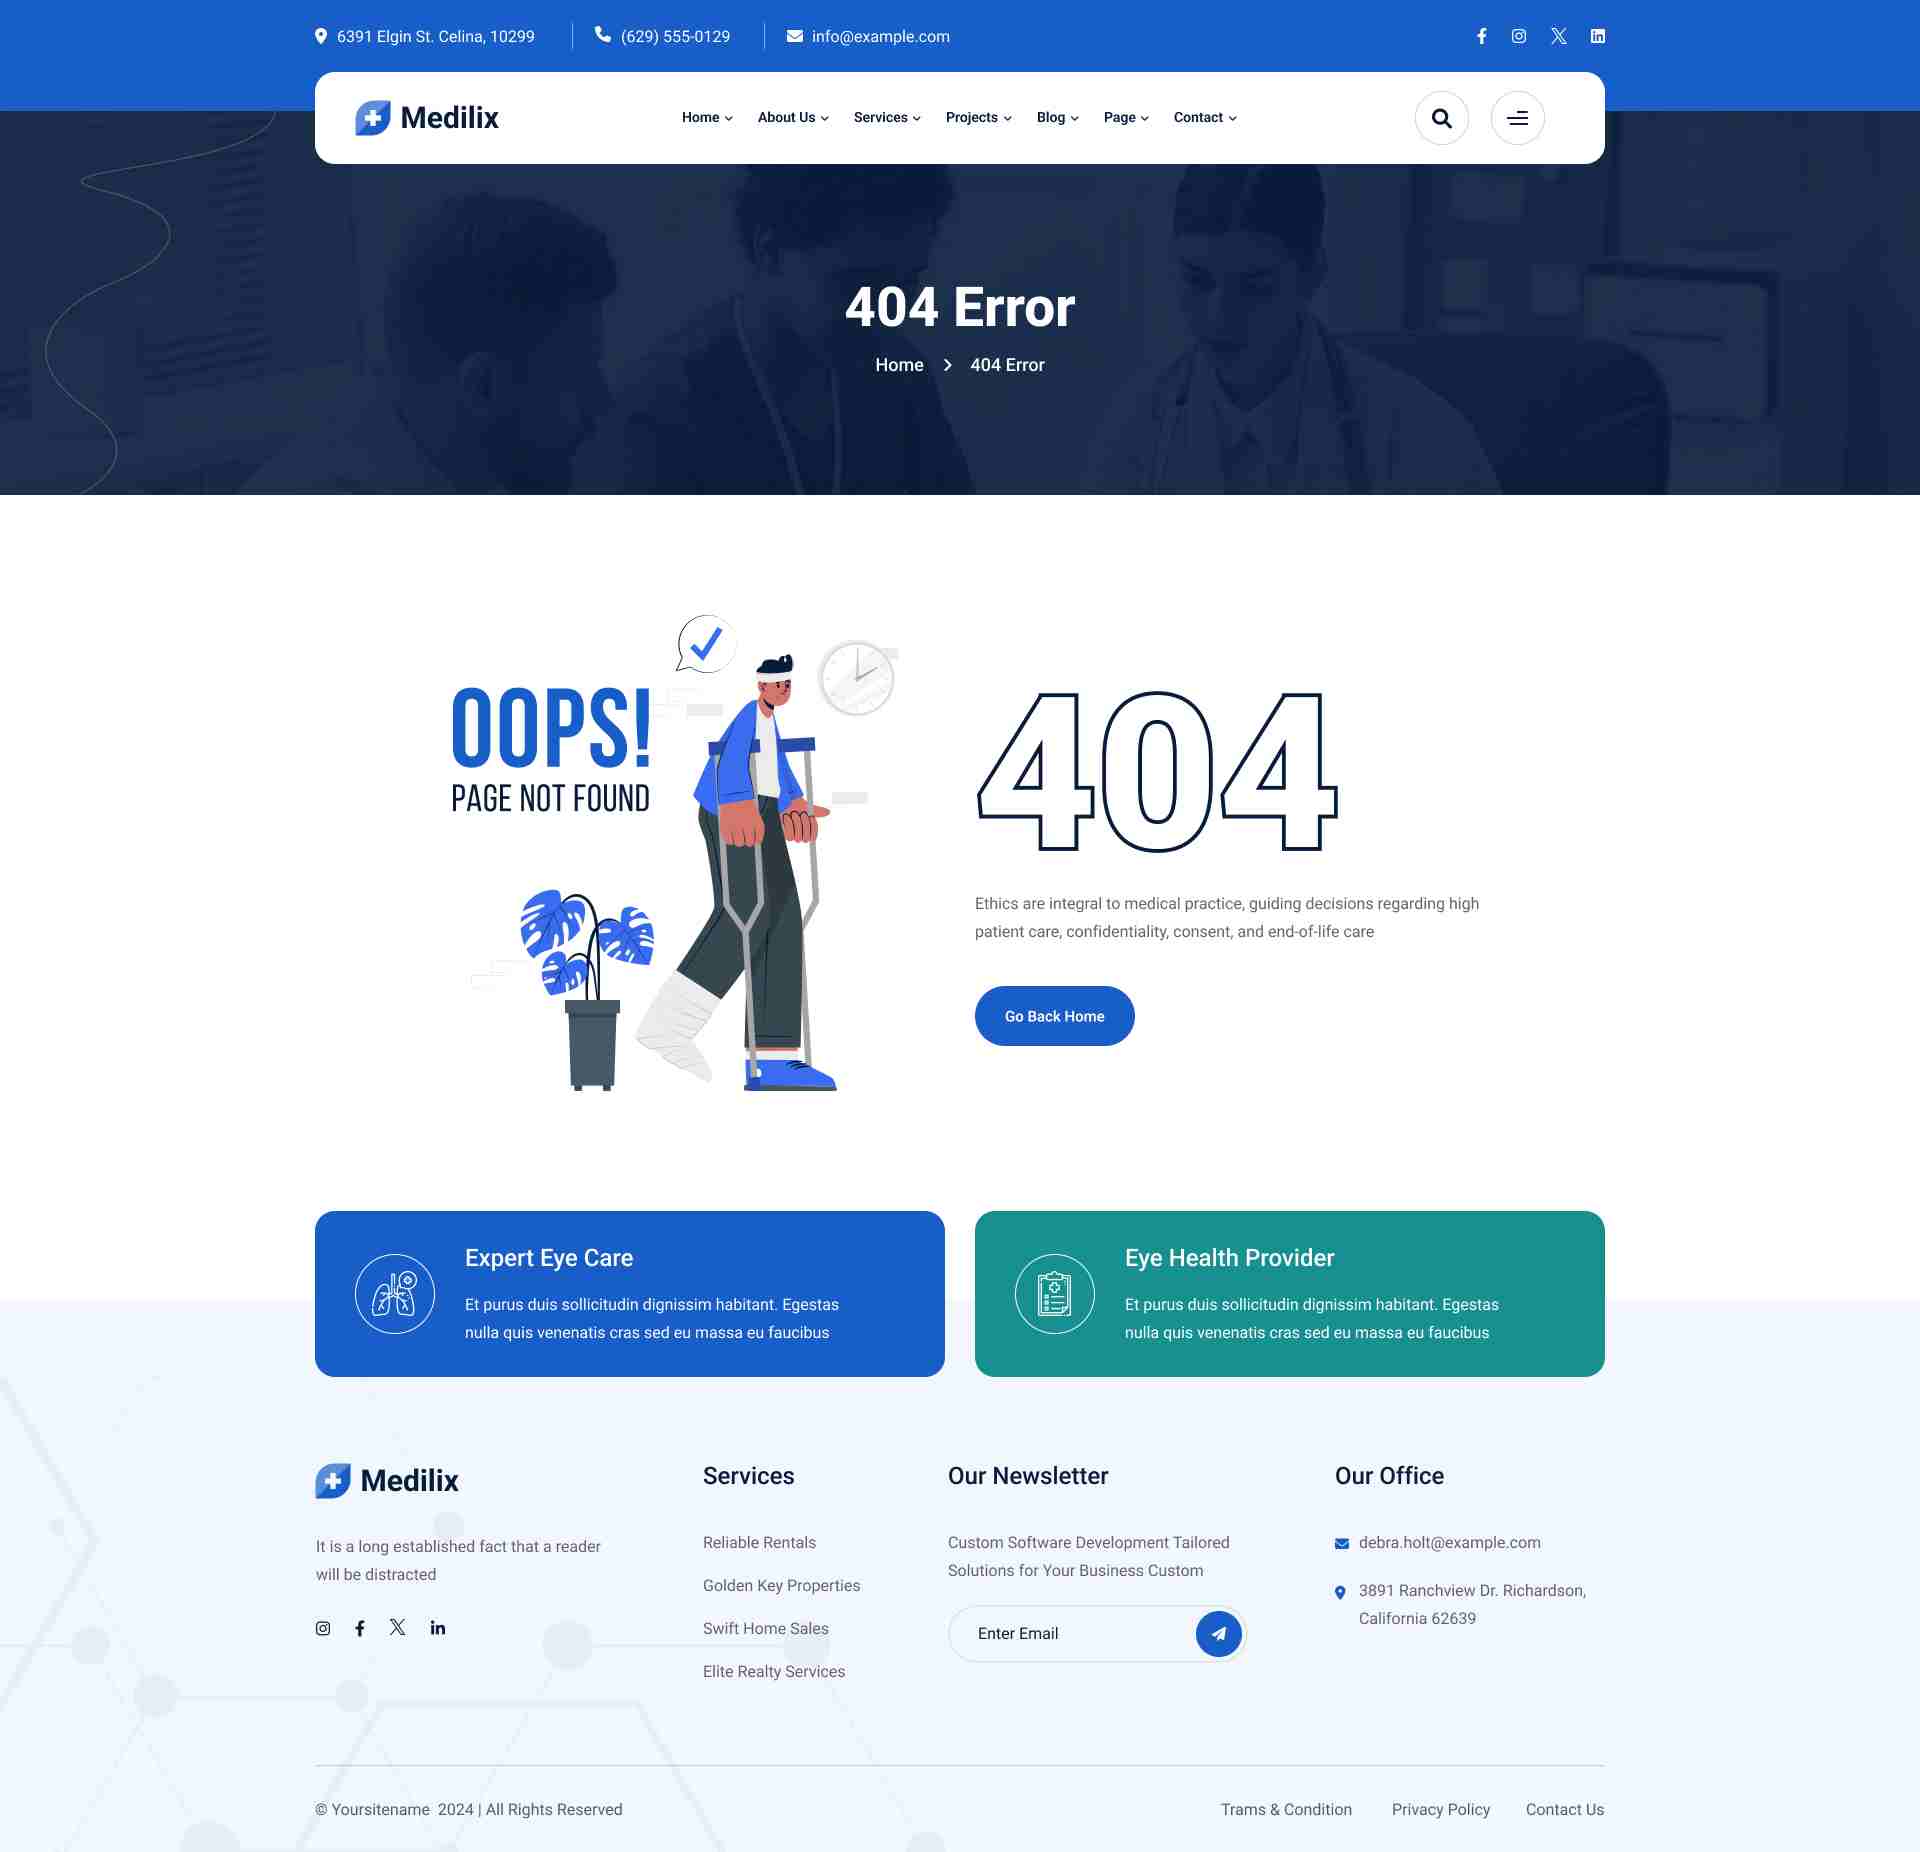 6391 Elgin St. Celina, 10299
(629) 555-0129
info@example.com
Medilix
Home
About Us
Services
Projects
Blog
Page
Contact
404 Error
Home
404 Error
OOPS!
PAGE NOT FOUND
404
Ethics are integral to medical practice, guiding decisions regarding high
patient care, confidentiality, consent, and end-of-life care
Go Back Home
Expert Eye Care
Et purus duis sollicitudin dignissim habitant. Egestas
nulla quis venenatis cras sed eu massa eu faucibus
Eye Health Provider
Et purus duis sollicitudin dignissim habitant. Egestas
nulla quis venenatis cras sed eu massa eu faucibus
Medilix
It is a long established fact that a reader
will be distracted
Services
Reliable Rentals
Golden Key Properties
Swift Home Sales
Elite Realty Services
Our Newsletter
Custom Software Development Tailored
Solutions for Your Business Custom
Enter Email
Our Office
debra.holt@example.com
3891 Ranchview Dr. Richardson,
California 62639
© Yoursitename  2024 | All Rights Reserved
Trams & Condition
Privacy Policy
Contact Us